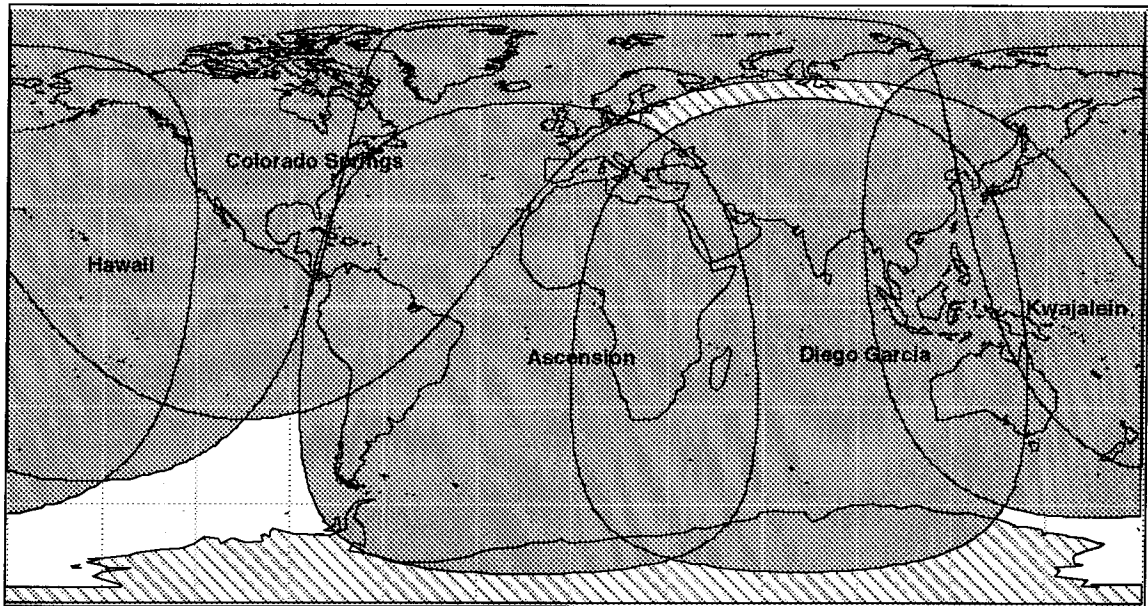 Colorado Springs
Hawaii
Kwajalein
Ascension
Diego Garcia